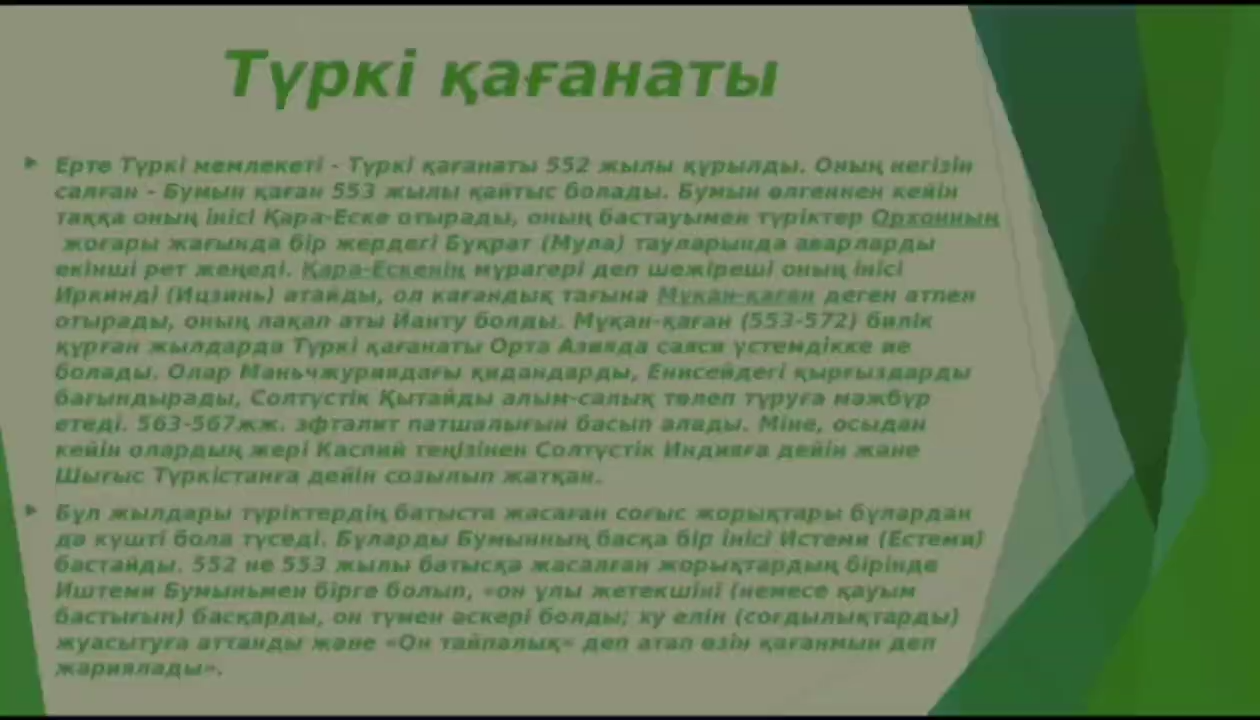 Түркі қағанаты
Ерте Түркі мемлекеті - Түркі қағанаты 552 жылы құрылды. Оның негізін
салған - Бумын қаған 553 жылы қайтыс болады. Бумын өлгеннен кейін
таққа оның інісі Қара-Еске отырады, оның бастауымен түріктер Орхонның
жоғары жағында бір жердегі Бұқрат (Мула) тауларында аварларды
екінші рет жеңеді. Қара-Ескенің мұрагері деп шежіреші оның інісі
Иркинді (Ицзинь) атайды, ол кағандық тағына Мұқан-қаған деген атпен
отырады, оның лақап аты Йанту болды. Мұқан-қаған (553-572) билік
құрған жылдарда Түркі қағанаты Орта Азияда саяси үстемдікке ие
болады. Олар Маньчжуриядағы қидандарды, Енисейдегі қырғыздарды
бағындырады, Солтүстік Қытайды алым-салық төлеп тұруға мәжбүр
етеді. 563-567жж. эфталит патшалығын басып алады. Міне, осыдан
кейін олардың жері Каспий теңізінен Солтүстік Индияға дейін және
Шығыс Түркістанға дейін созылып жатқан.
Бұл жылдары түріктердің батыста жасаған соғыс жорықтары бұлардан
да күшті бола түседі. Бұларды Бумынның басқа бір інісі Истеми (Естеми)
бастайды. 552 не 553 жылы батысқа жасалған жорықтардың бірінде
Иштеми Бумыньмен бірге болып, «он ұлы жетекшіні (немесе қауым
бастығын) басқарды, он түмен әскері болды; ху елін (соғдылықтарды)
жуасытуға аттанды және «Он тайпалық« деп атап өзін қағанмын деп
жариялады».